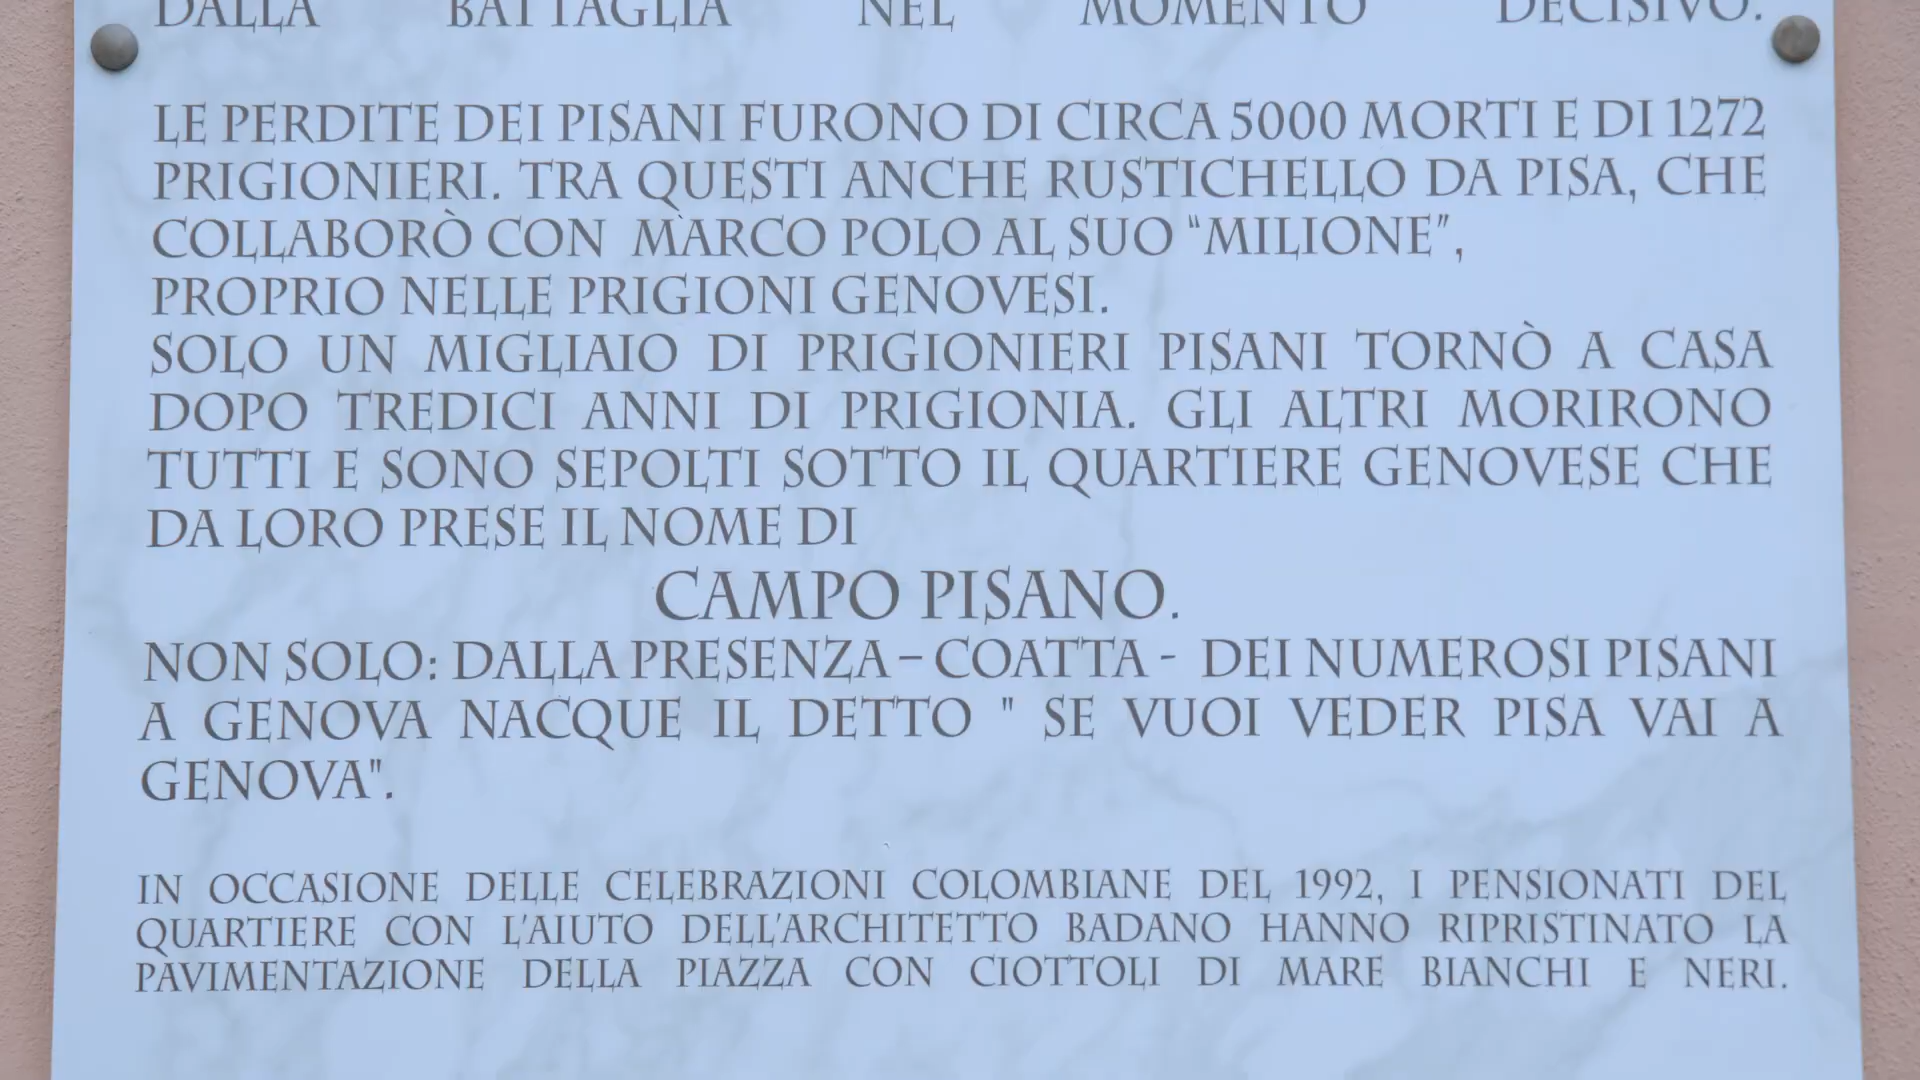 DALLA BATTAGLIA NEL MOMENTO DECISIVO.
LE PERDITE DEI PISANI FURONO DI CIRCA 5000 MORTI E DI 1272
PRIGIONIERI. TRA QUESTI ANCHE RUSTICHELLO DA PISA, CHE
COLLABORÒ CON MARCO POLO AL SUO “MILIONE”,
PROPRIO NELLE PRIGIONI GENOVESI.
SOLO UN MIGLIAIO DI PRIGIONIERI PISANI TORNÒ A CASA
DOPO TREDICI ANNI DI PRIGIONIA. GLI ALTRI MORIRONO
TUTTI E SONO SEPOLTI SOTTO IL QUARTIERE GENOVESE CHE
DA LORO PRESE IL NOME DI
CAMPO PISANO.
NON SOLO: DALLA PRESENZA – COATTA - DEI NUMEROSI PISANI
A GENOVA NACQUE IL DETTO " SE VUOI VEDER PISA VAI A
GENOVA".
IN OCCASIONE DELLE CELEBRAZIONI COLOMBIANE DEL 1992, I PENSIONATI DEL
QUARTIERE CON L'AIUTO DELL'ARCHITETTO BADANO HANNO RIPRISTINATO LA
PAVIMENTAZIONE DELLA PIAZZA CON CIOTTOLI DI MARE BIANCHI E NERI.